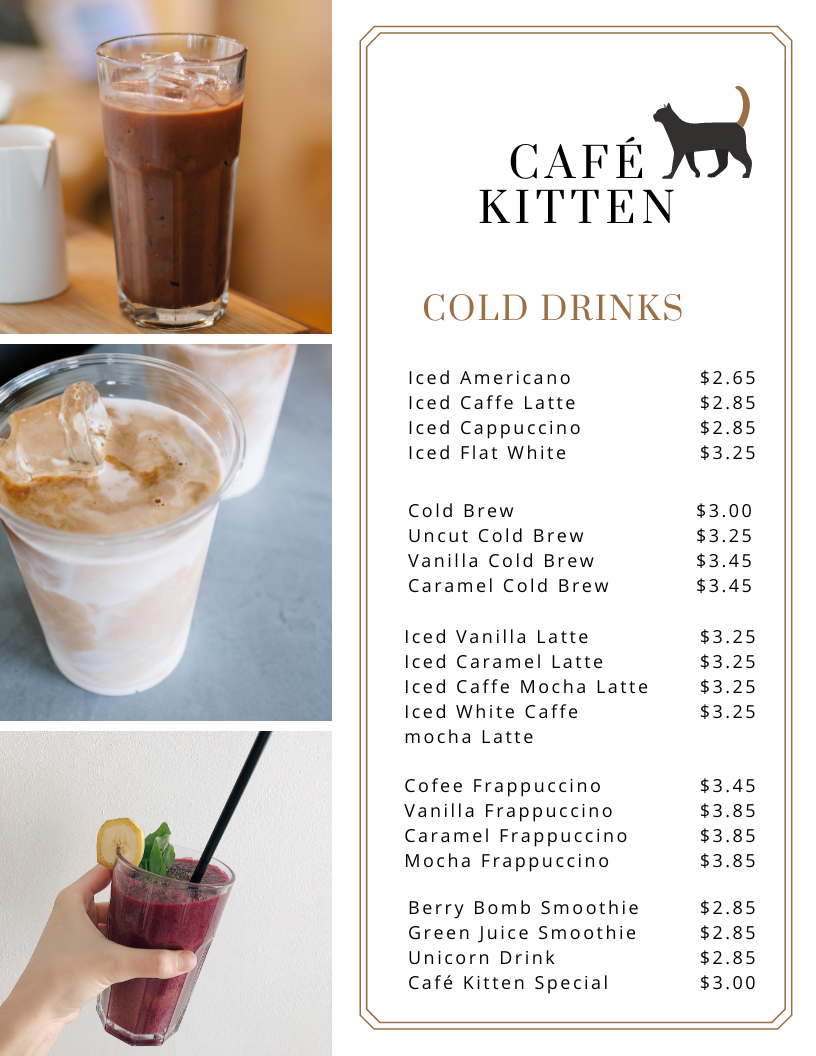 CAFÉ
KITTEN
COLD DRINKS
Iced Americano $2.65
Iced Caffe Latte $2.85
Iced Cappuccino $2.85
Iced Flat White $3.25
Cold Brew $3.00
Uncut Cold Brew $3.25
Vanilla Cold Brew $3.45
Caramel Cold Brew $3.45
Iced Vanilla Latte $3.25
Iced Caramel Latte $3.25
Iced Caffe Mocha Latte $3.25
Iced White Caffe $3.25
mocha Latte
Cofee Frappuccino $3.45
Vanilla Frappuccino $3.85
Caramel Frappuccino $3.85
Mocha Frappuccino $3.85
Berry Bomb Smoothie $2.85
Green Juice Smoothie $2.85
Unicorn Drink $2.85
Café Kitten Special $3.00